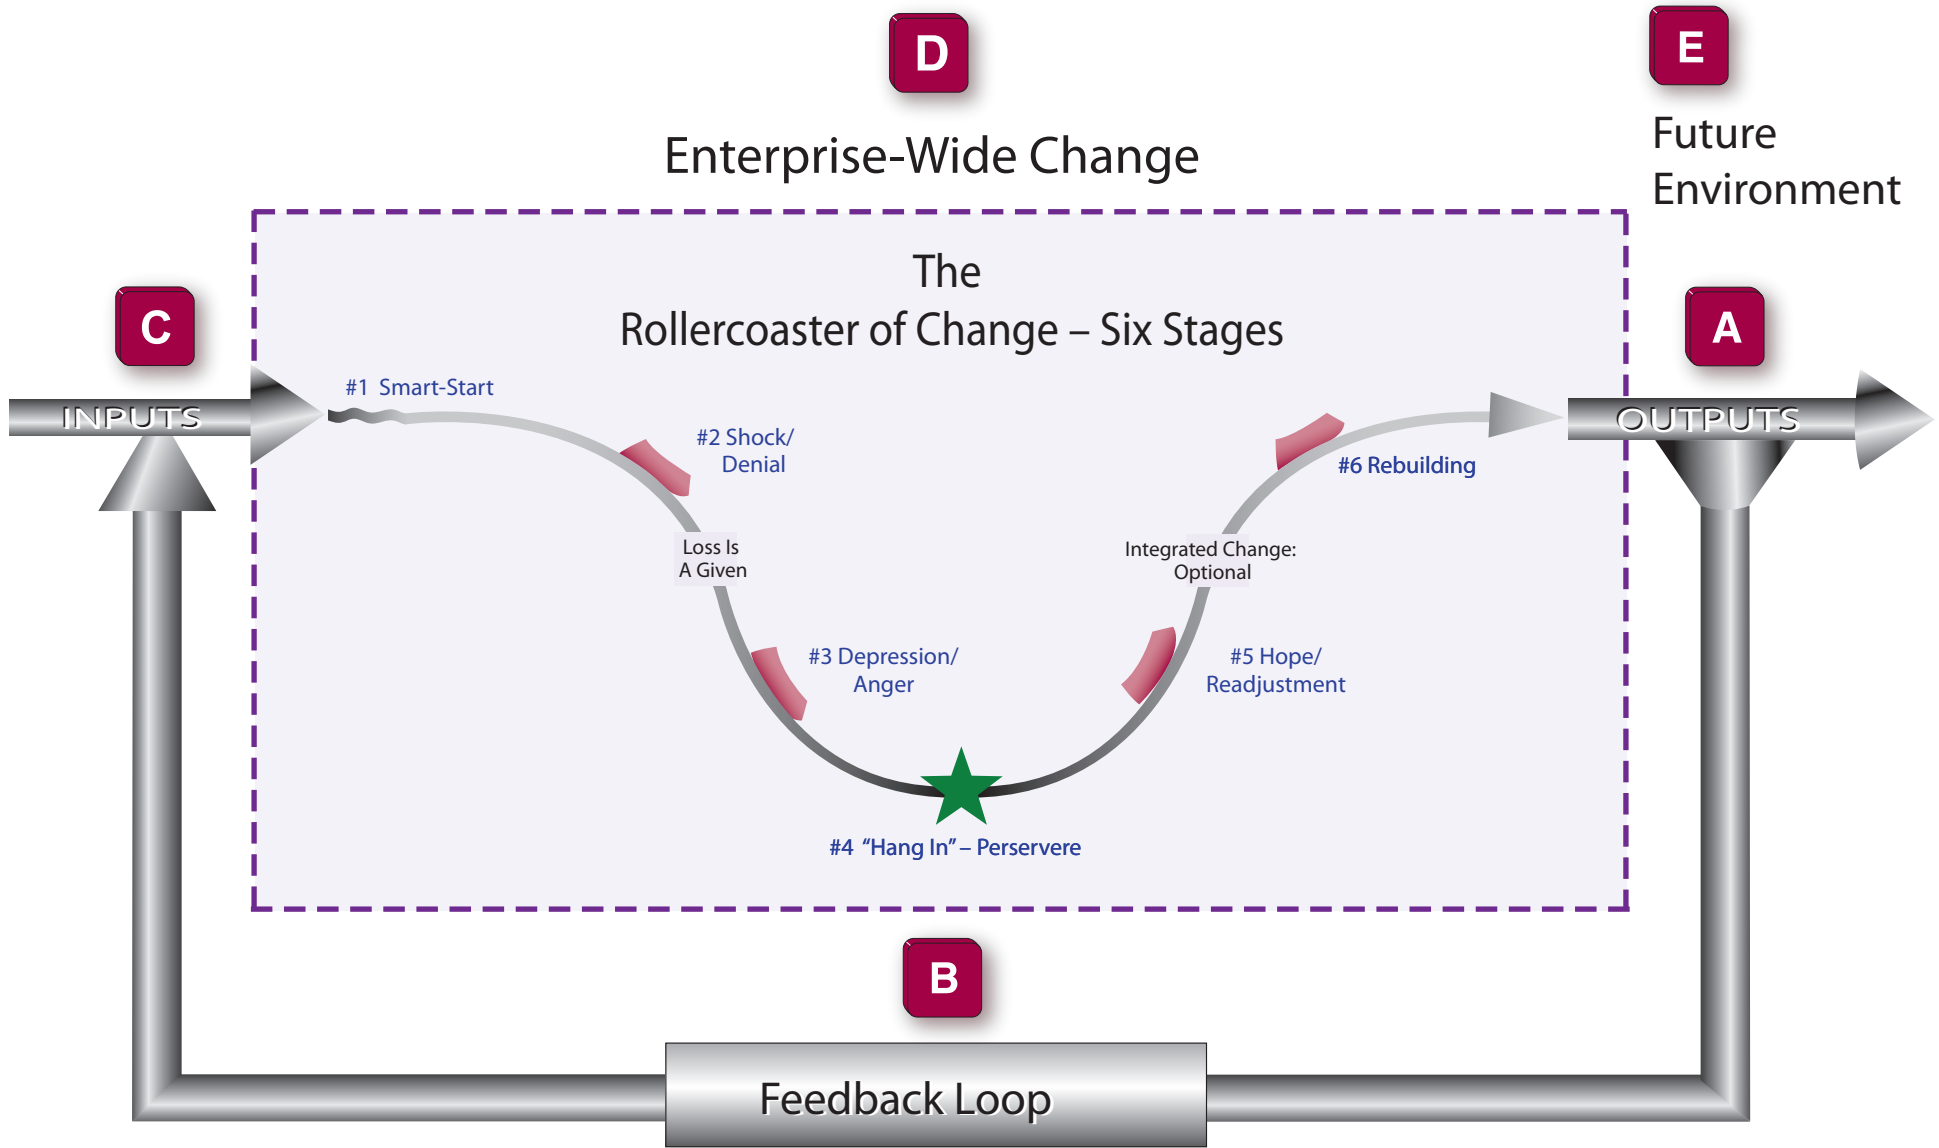 D
E
Enterprise-Wide Change
Future
Environment
The
Rollercoaster of Change – Six Stages
C
A
INPUTS
#1 Smart-Start
OUTPUTS
#2 Shock/
Denial
#6 Rebuilding
Loss Is
A Given
Integrated Change:
Optional
#3 Depression/
Anger
#5 Hope/
Readjustment
#4 “Hang In” – Perservere
B
Feedback Loop